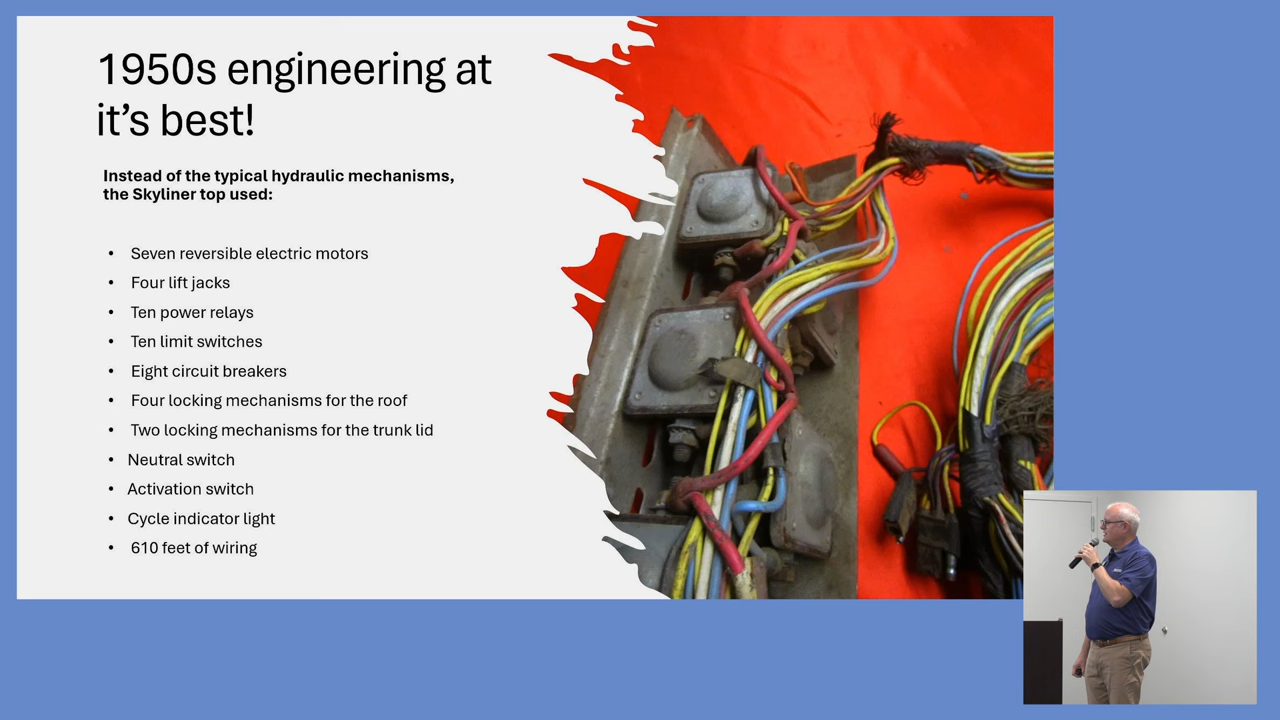 1950s engineering at
it's best!
Instead of the typical hydraulic mechanisms,
the Skyliner top used:
• Seven reversible electric motors
• Four lift jacks
• Ten power relays
• Ten limit switches
• Eight circuit breakers
• Four locking mechanisms for the roof
• Two locking mechanisms for the trunk lid
• Neutral switch
• Activation switch
• Cycle indicator light
• 610 feet of wiring